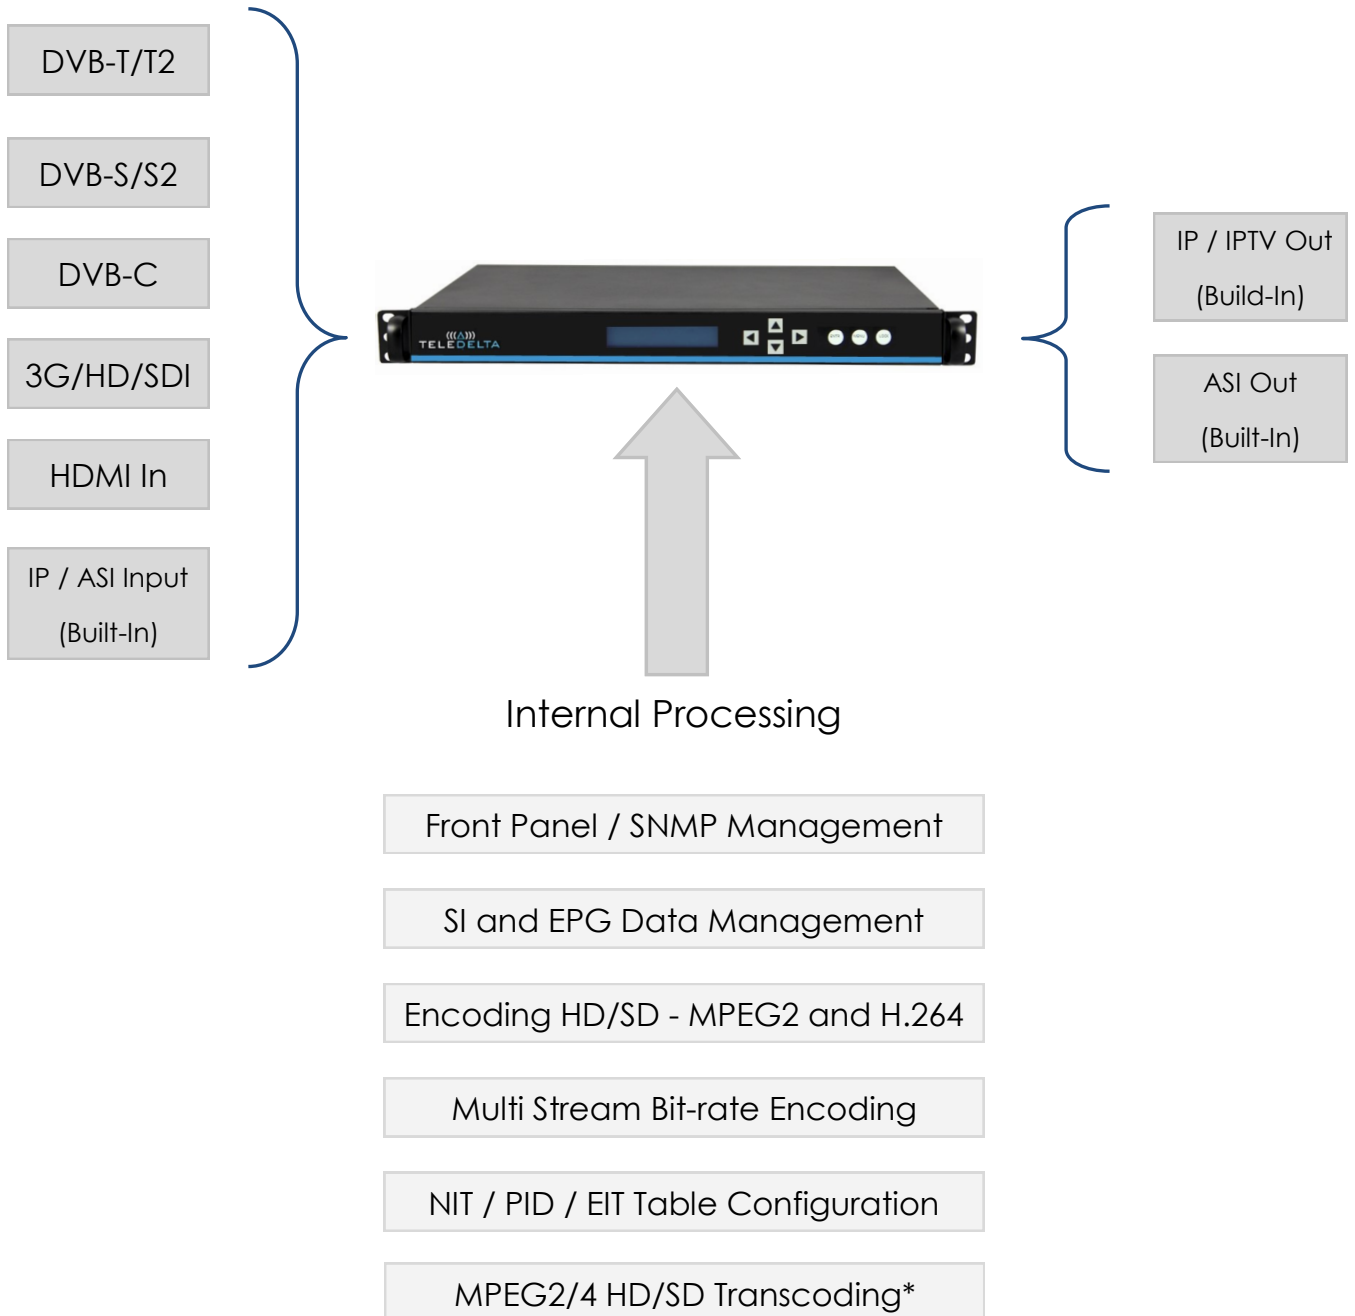 DVB-T/T2
DVB-S/S2
DVB-C
3G/HD/SDI
HDMI In
IP / ASI Input
(Built-In)
TELEDELTA
IP / IPTV Out
(Build-In)
ASI Out
(Built-In)
Internal Processing
Front Panel / SNMP Management
SI and EPG Data Management
Encoding HD/SD - MPEG2 and H.264
Multi Stream Bit-rate Encoding
NIT / PID / EIT Table Configuration
MPEG2/4 HD/SD Transcoding*